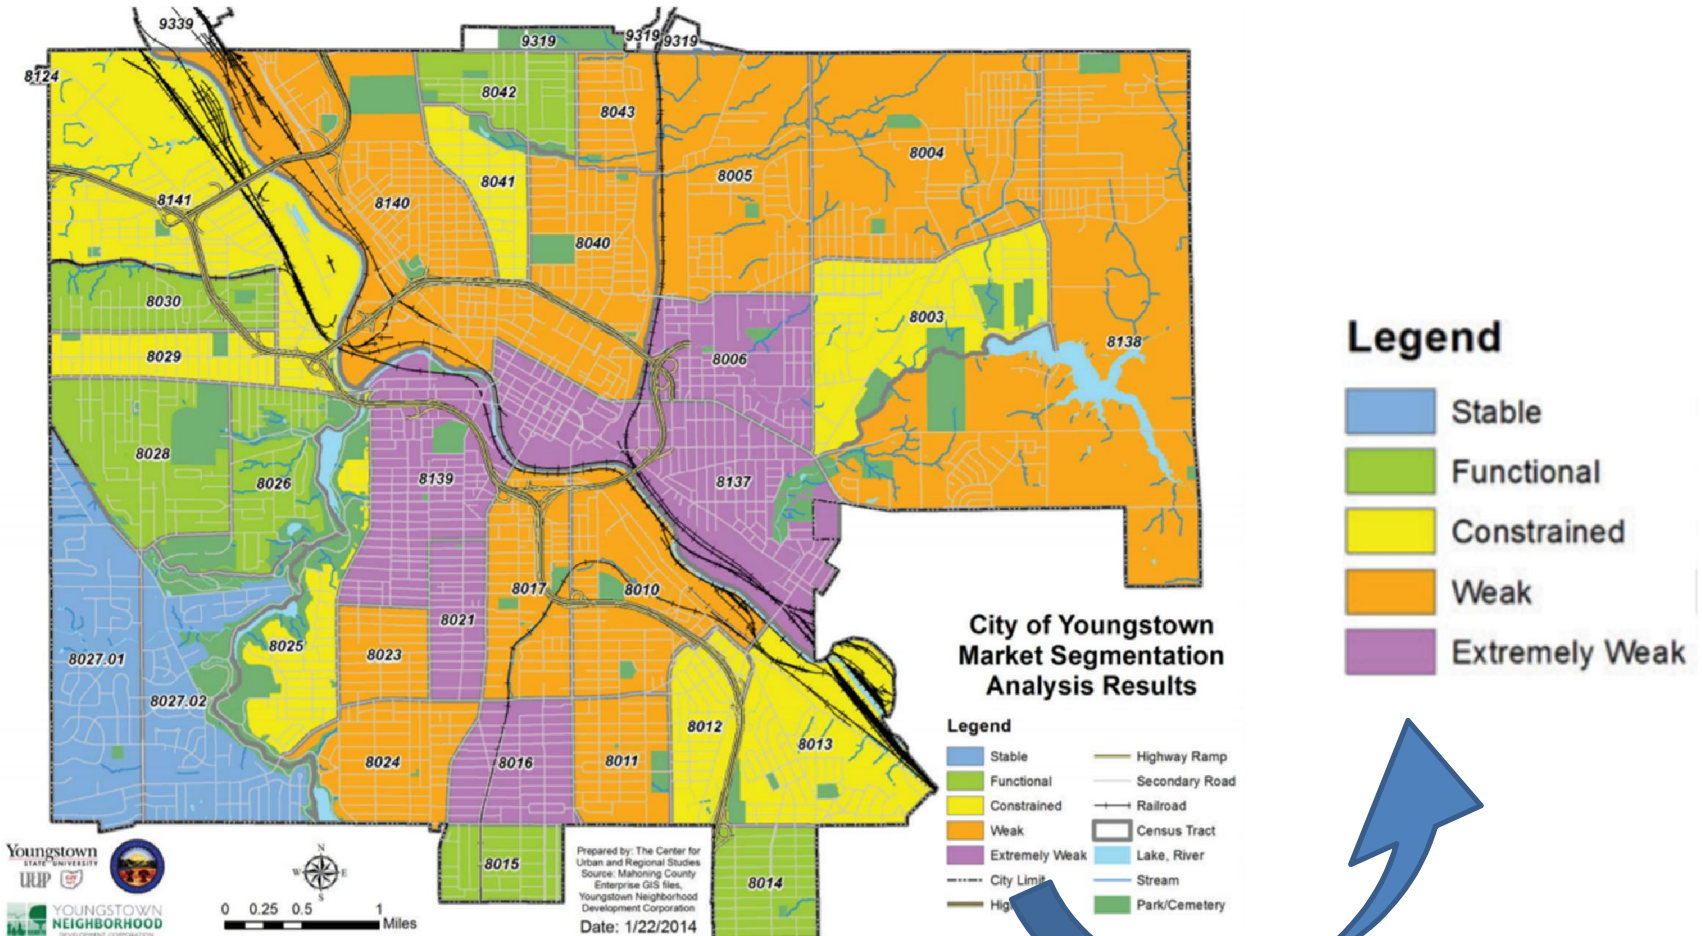 9339
9319
9319
9319
8124
8042
8043
8004
8005
8041
8141
8140
8040
8030
8003
8029
8006
8138
8028
8026
8139
8137
8017
8010
8021
8025
8023
8027.01
8027.02
8012
8013
8024
8016
8011
8015
8014
City of Youngstown
Market Segmentation
Analysis Results
Legend
Stable
Functional
Constrained
Weak
Extremely Weak
City Limit
Highway Ramp
Secondary Road
Railroad
Census Tract
Lake, River
Stream
Park/Cemetery
Youngstown
STATE UNIVERSITY
YOUNGSTOWN
NEIGHBORHOOD
DEVELOPMENT CORPORATION
N
W E
S
0 0.25 0.5 1
Miles
Prepared by: The Center for
Urban and Regional Studies
Source: Mahoning County
Enterprise GIS files,
Youngstown Neighborhood
Development Corporation
Date: 1/22/2014
Legend
Stable
Functional
Constrained
Weak
Extremely Weak